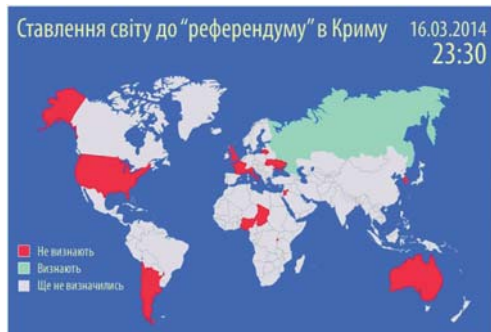 Ставлення світу до “референдуму” в Криму
16.03.2014
23:30
Не визнають
Визнають
Ще не визначились